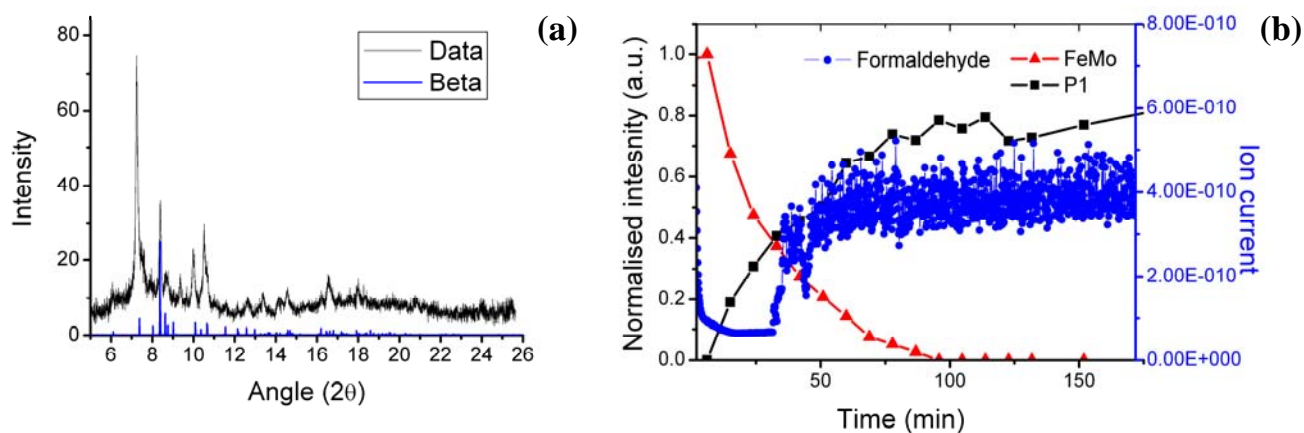 (a)
Data
Beta
Intensity
80
60
40
20
0
6 8 10 12 14 16 18 20 22 24 26
Angle (2θ)
(b)
Formaldehyde
FeMo
P1
Normalised intesnity (a.u.)
1.0
0.8
0.6
0.4
0.2
0.0
50 100 150
Time (min)
8.00E-010
6.00E-010
4.00E-010
2.00E-010
0.00E+000
Ion current